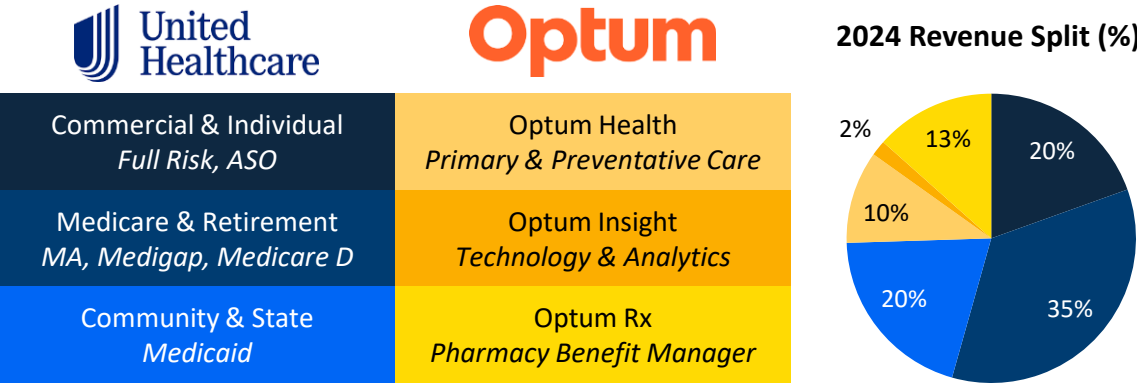 United
Healthcare
Optum
2024 Revenue Split (%)
Commercial & Individual
Full Risk, ASO
Optum Health
Primary & Preventative Care
Medicare & Retirement
MA, Medigap, Medicare D
Optum Insight
Technology & Analytics
Community & State
Medicaid
Optum Rx
Pharmacy Benefit Manager
2%
13%
20%
10%
20%
35%